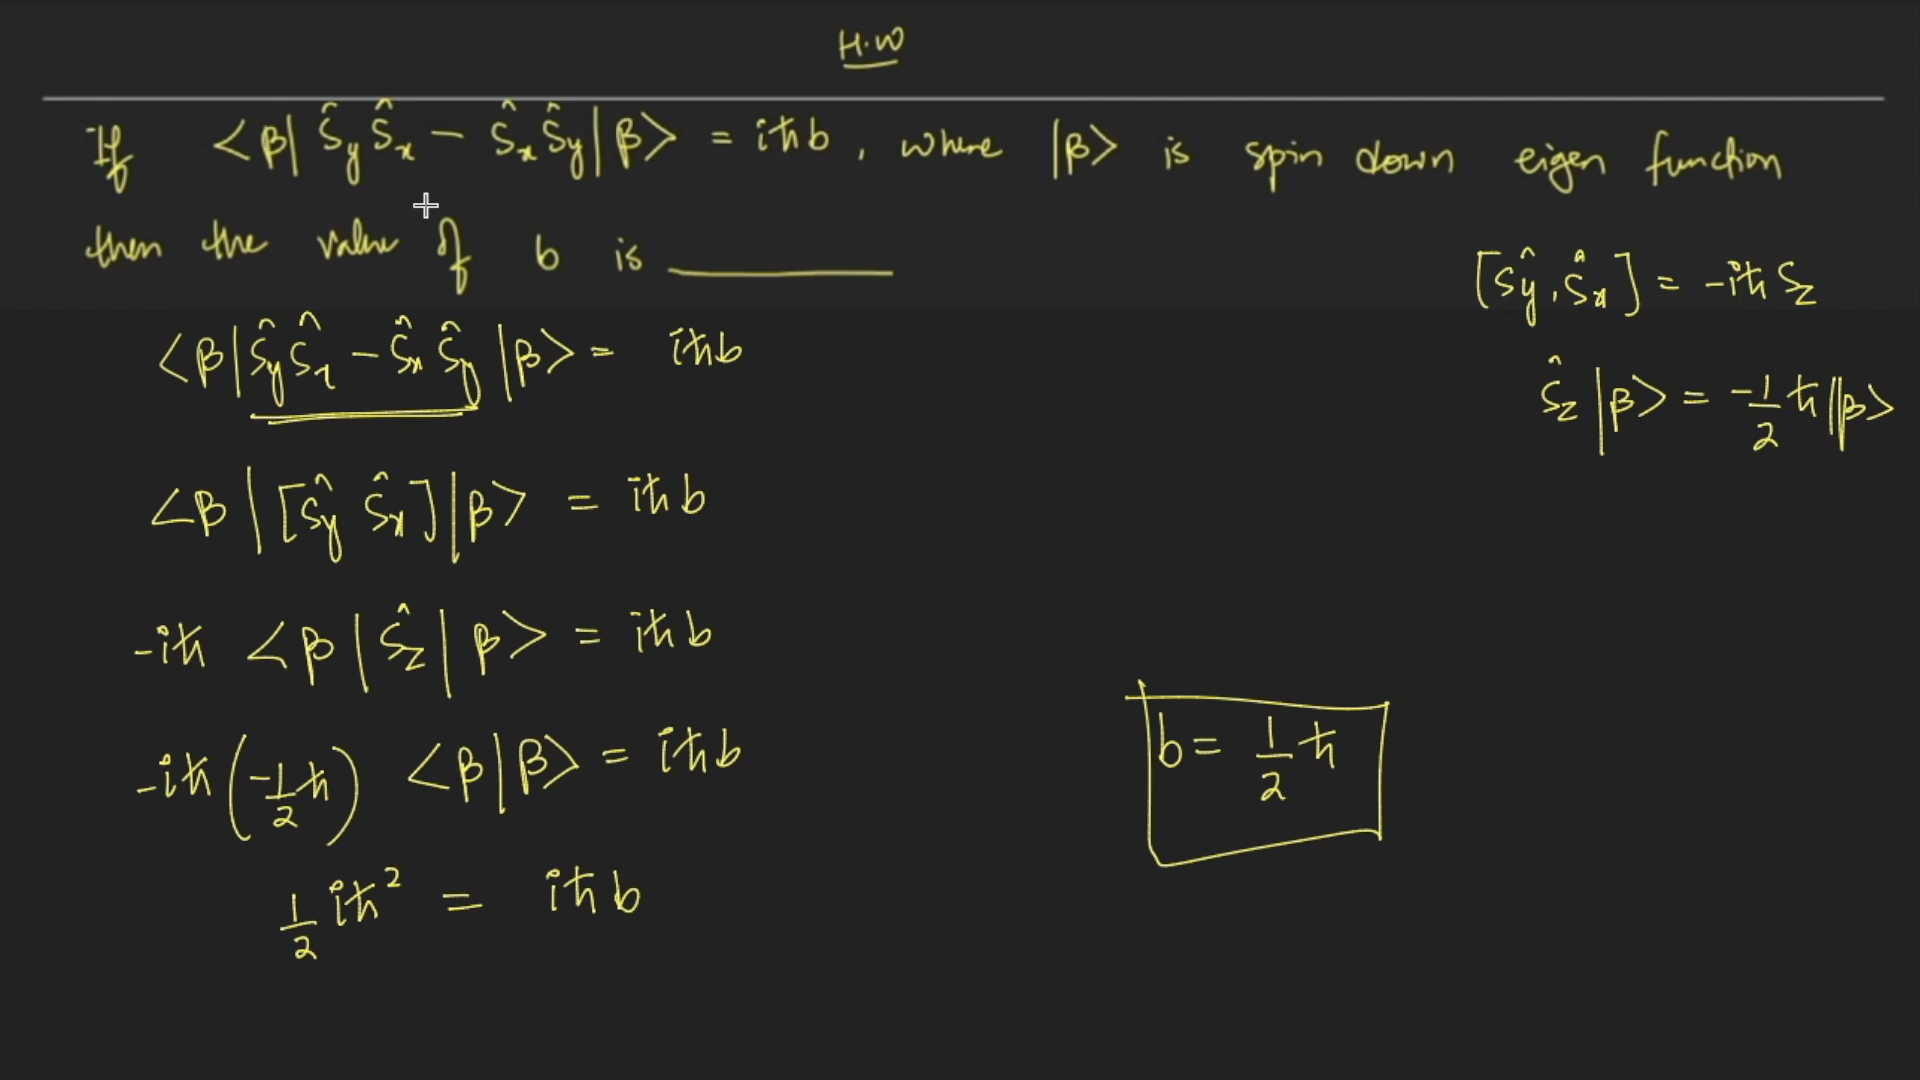 H.W
If <β| Ŝy Ŝx − Ŝx Ŝy |β> = iħb , where |β> is spin down eigen function
then the value of b is ________
[Ŝy, Ŝx] = -iħ Sz
<β| Ŝy Ŝx − Ŝx Ŝy |β> = iħb
Ŝz |β> = -1/2 ħ |β>
<β| [Ŝy Ŝx] |β> = iħb
-iħ <β| Ŝz |β> = iħb
-iħ (-1/2 ħ) <β|β> = iħb
b = 1/2 ħ
1/2 iħ² = iħb